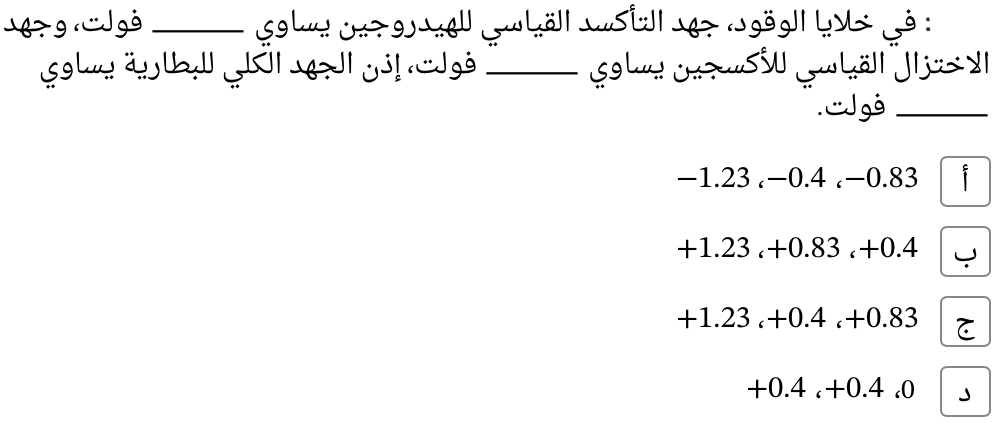 : في خلايا الوقود، جهد التأكسد القياسي للهيدروجين يساوي ______ فولت، وجهد
الاختزال القياسي للأكسجين يساوي ______ فولت، إذن الجهد الكلي للبطارية يساوي
______ فولت.
أ −0.83، −0.4، −1.23
ب +0.4، +0.83، +1.23
ج +0.83، +0.4، +1.23
د 0، +0.4، +0.4